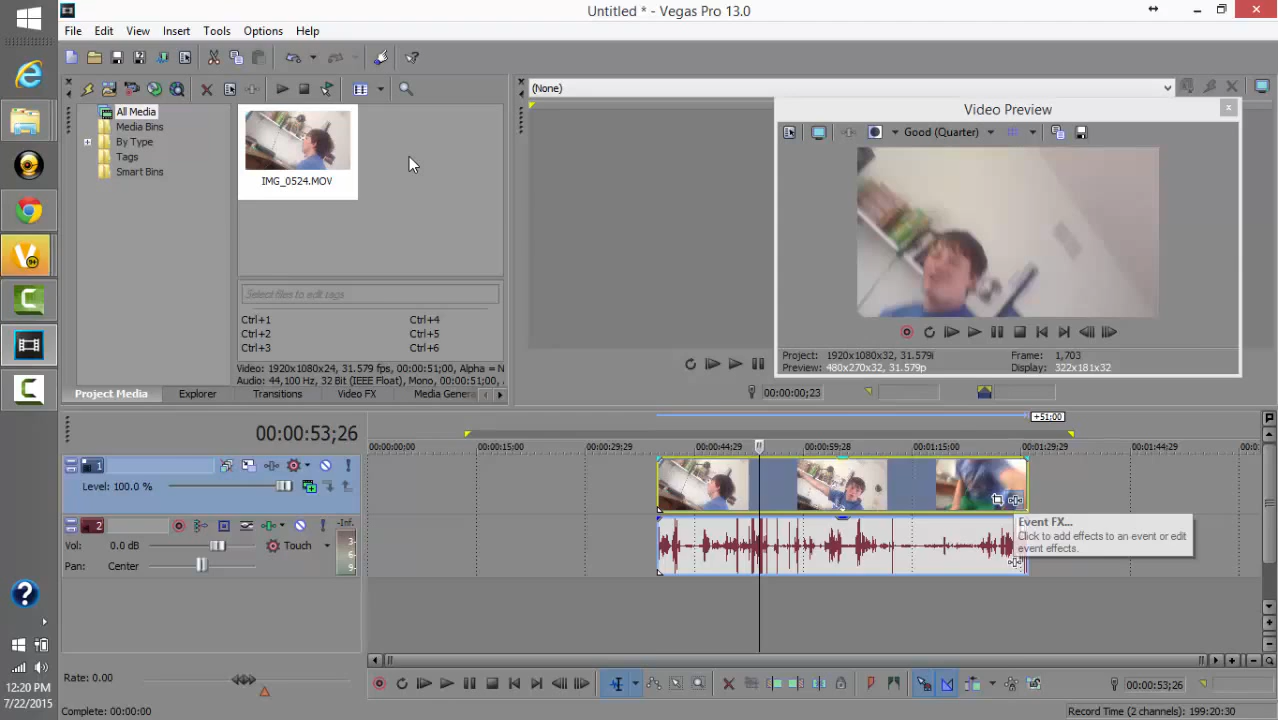 Untitled * - Vegas Pro 13.0
File Edit View Insert Tools Options Help
All Media
Media Bins
By Type
Tags
Smart Bins
IMG_0524.MOV
Select files to edit tags
Ctrl+1 Ctrl+4
Ctrl+2 Ctrl+5
Ctrl+3 Ctrl+6
Video: 1920x1080x24, 31.579 fps, 00:00:51;00, Alpha = N
Audio: 44,100 Hz, 32 Bit (IEEE Float), Mono, 00:00:51;00,
Project Media Explorer Transitions Video FX Media Gener
(None)
Video Preview
Good (Quarter)
Project: 1920x1080x32, 31.579i Frame: 1,703
Preview: 480x270x32, 31.579p Display: 322x181x32
00:00:00;23
00:00:53;26
+51:00
00:00:00;00 00:00:15;00 00:00:29;29 00:00:44;29 00:00:59;28 00:01:15;00 00:01:29;29 00:01:44;29 00:0
1
Level: 100.0 %
2
Vol: 0.0 dB Touch
Pan: Center
-Inf.
3
6
9
Event FX...
Click to add effects to an event or edit
event effects.
Rate: 0.00
00:00:53;26
Complete: 00:00:00
Record Time (2 channels): 199:20:30
9+
12:20 PM
7/22/2015